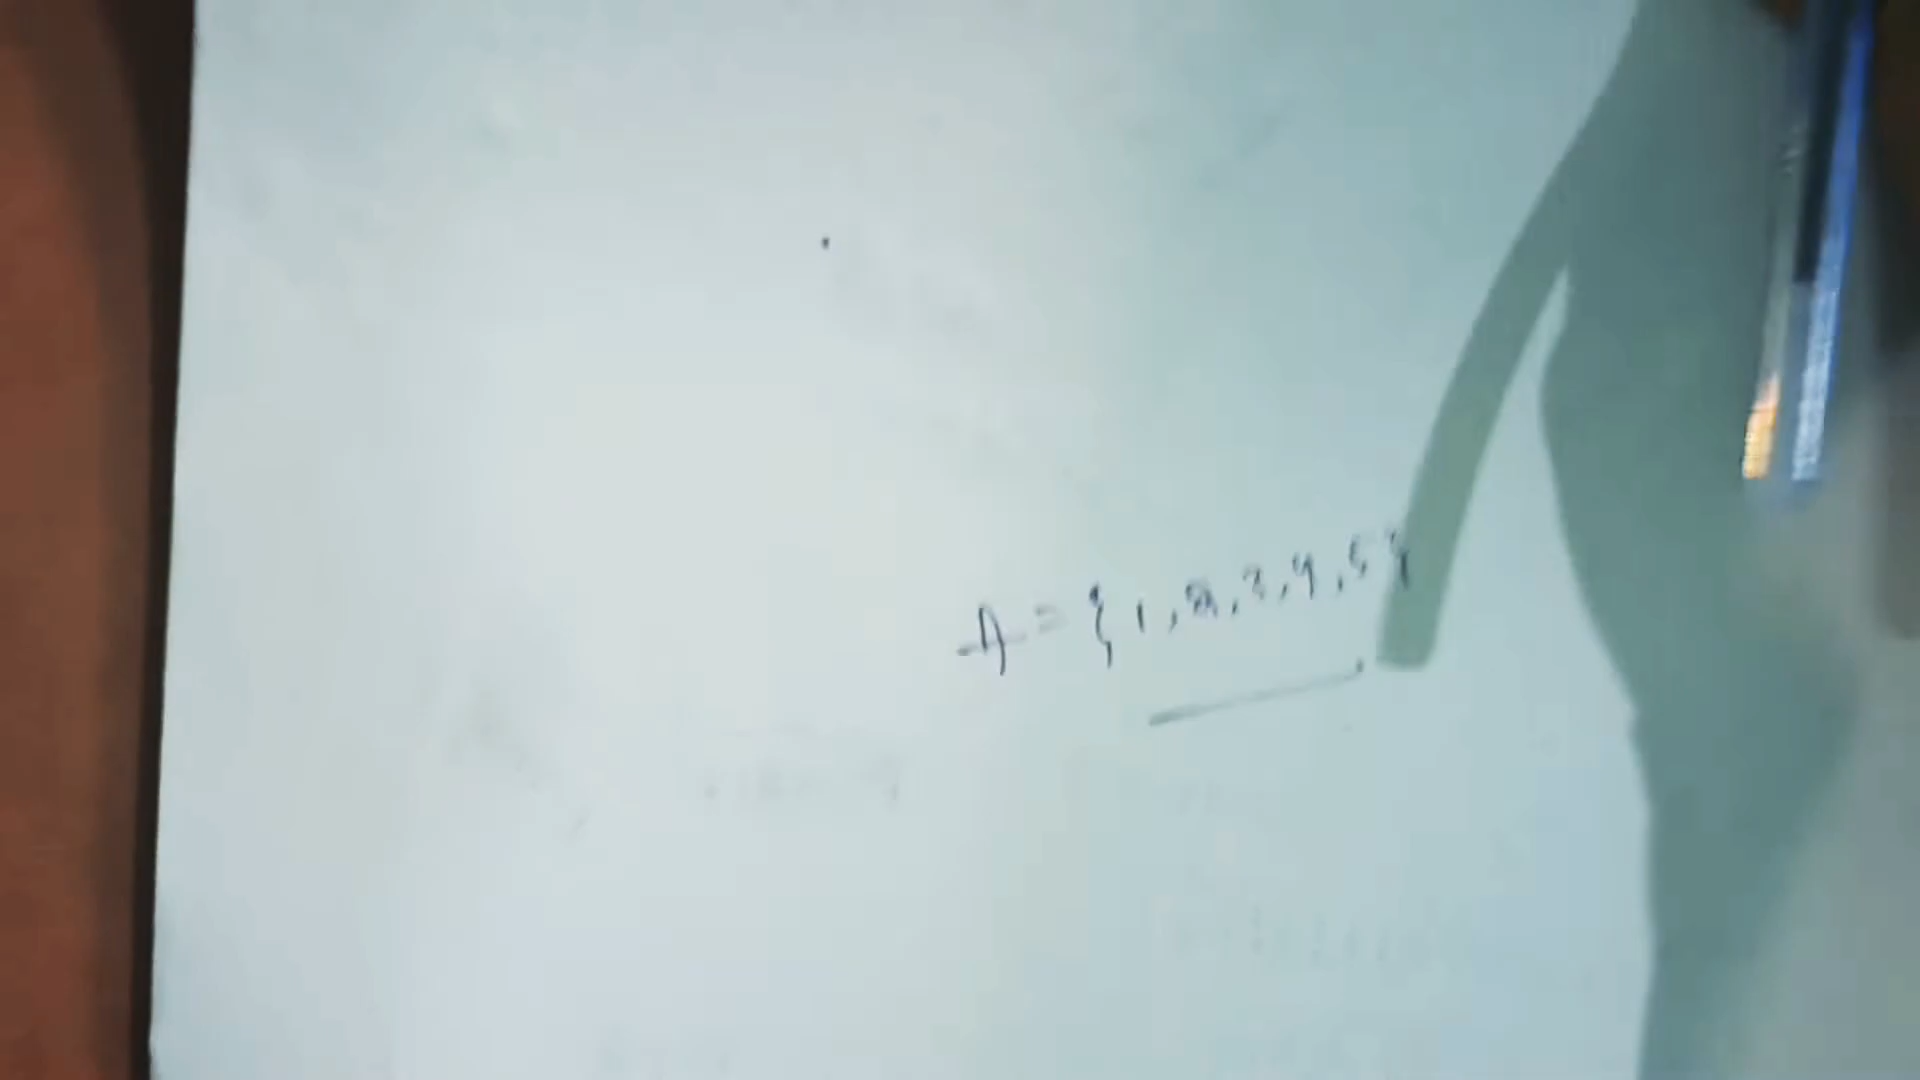 A = {1, 2, 3, 4, 5}